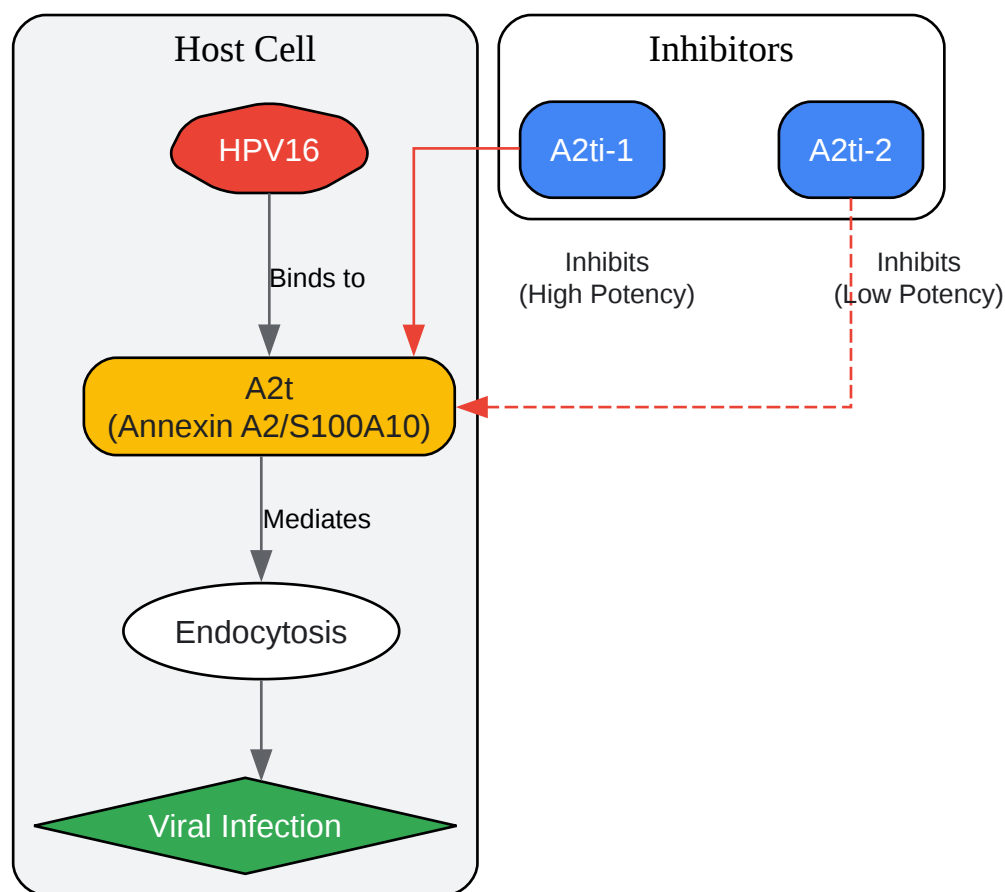 Host Cell
Inhibitors
HPV16
A2ti-1
A2ti-2
Binds to
Inhibits
(High Potency)
Inhibits
(Low Potency)
A2t
(Annexin A2/S100A10)
Mediates
Endocytosis
Viral Infection